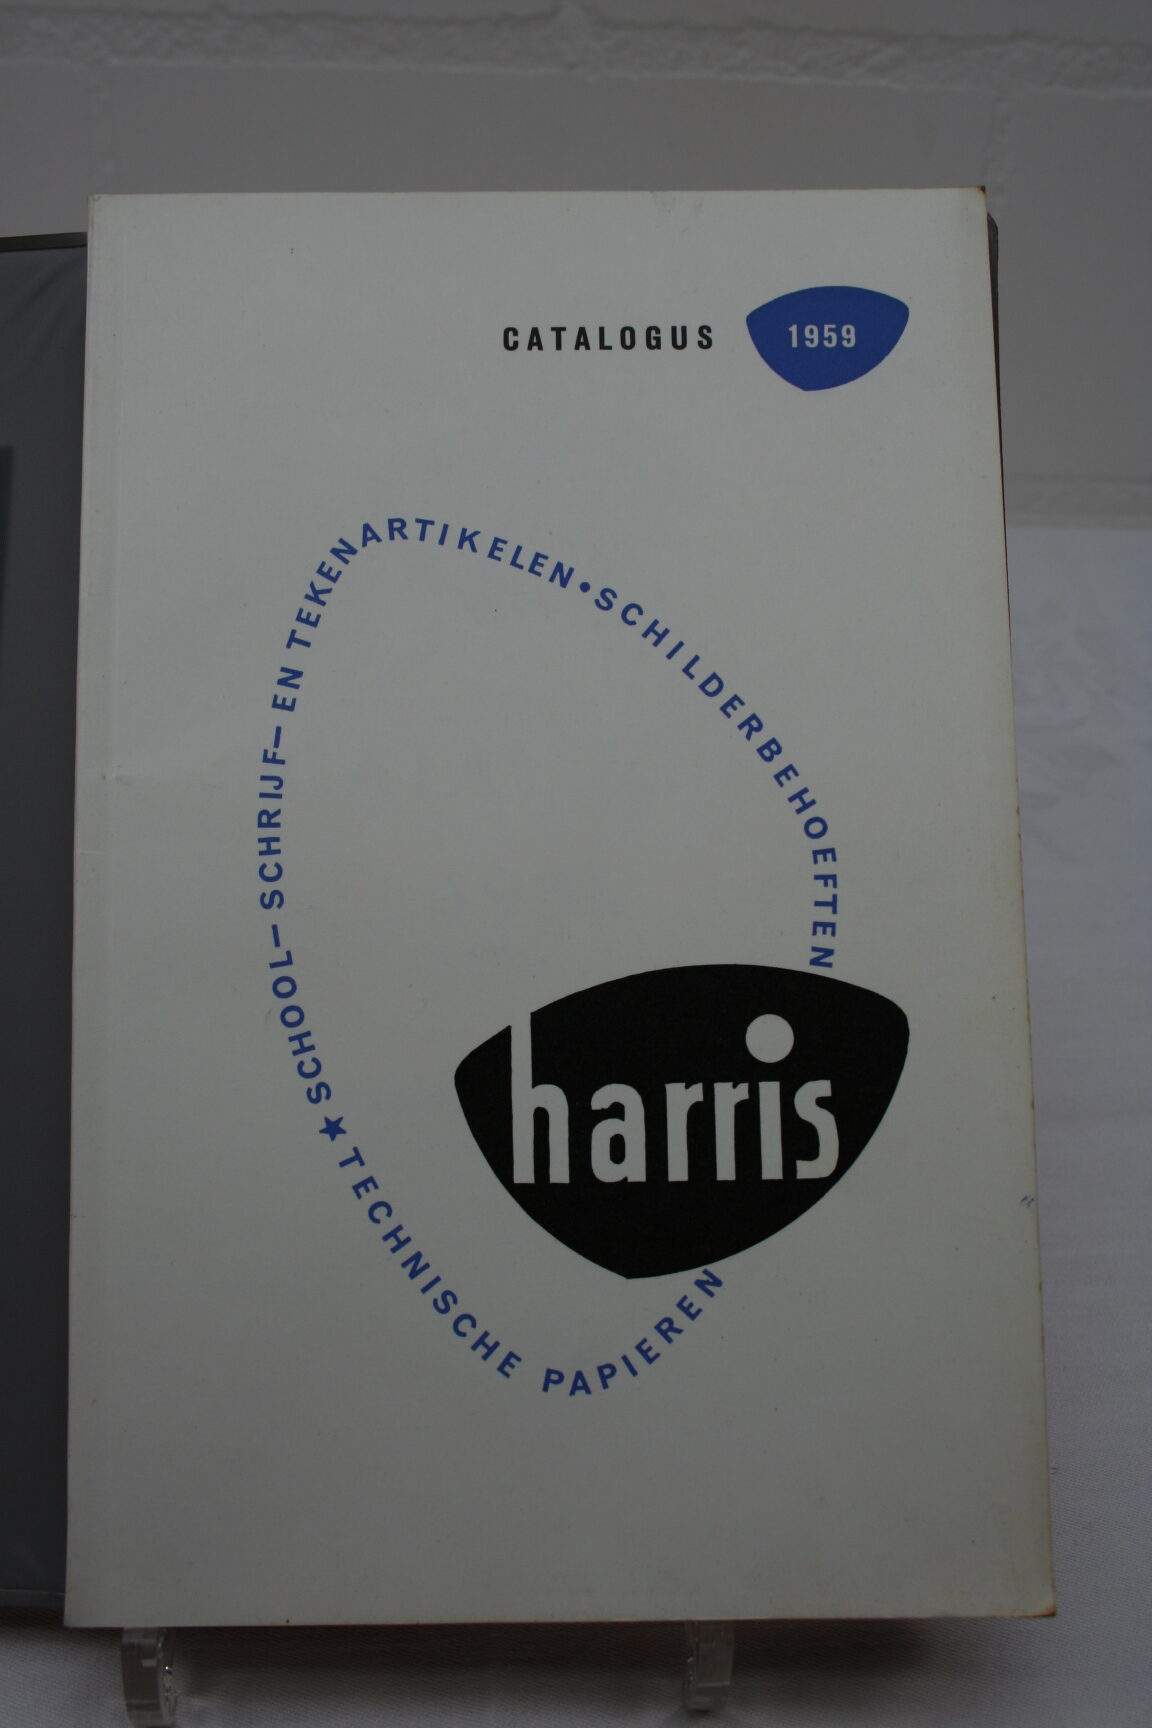 CATALOGUS 1959
SCHOOL- SCHRIJF- EN TEKENARTIKELEN • SCHILDERBEHOEFTEN
harris
★ TECHNISCHE PAPIEREN